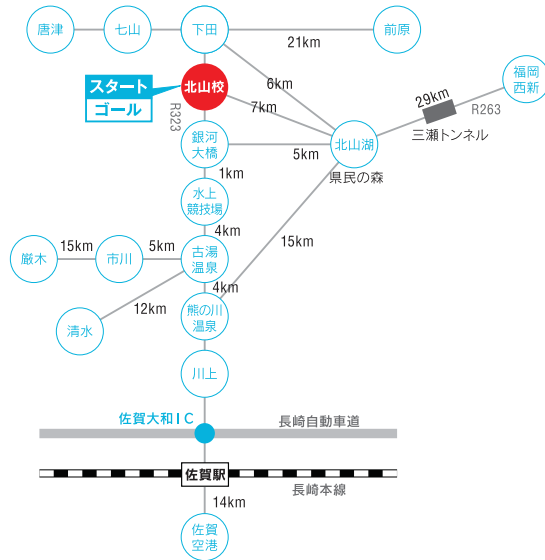 唐津
七山
下田
21km
前原
スタート
ゴール
北山校
R323
6km
7km
29km
R263
福岡
西新
三瀬トンネル
銀河
大橋
5km
北山湖
県民の森
1km
水上
競技場
4km
15km
厳木
15km
市川
5km
古湯
温泉
4km
12km
清水
熊の川
温泉
川上
佐賀大和IC
長崎自動車道
佐賀駅
長崎本線
14km
佐賀
空港